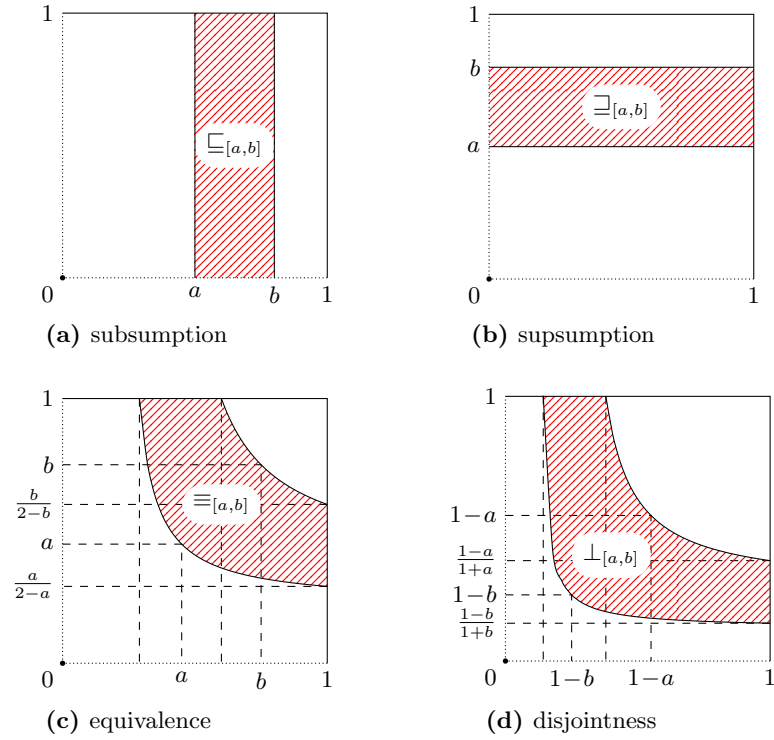 1
⊑[a,b]
0
a
b
1
(a) subsumption
1
b
⊒[a,b]
a
0
1
(b) supsumption
1
b
b/2−b
≡[a,b]
a
a/2−a
0
a
b
1
(c) equivalence
1
1−a
1−a/1+a
⊥[a,b]
1−b
1−b/1+b
0
1−b
1−a
1
(d) disjointness